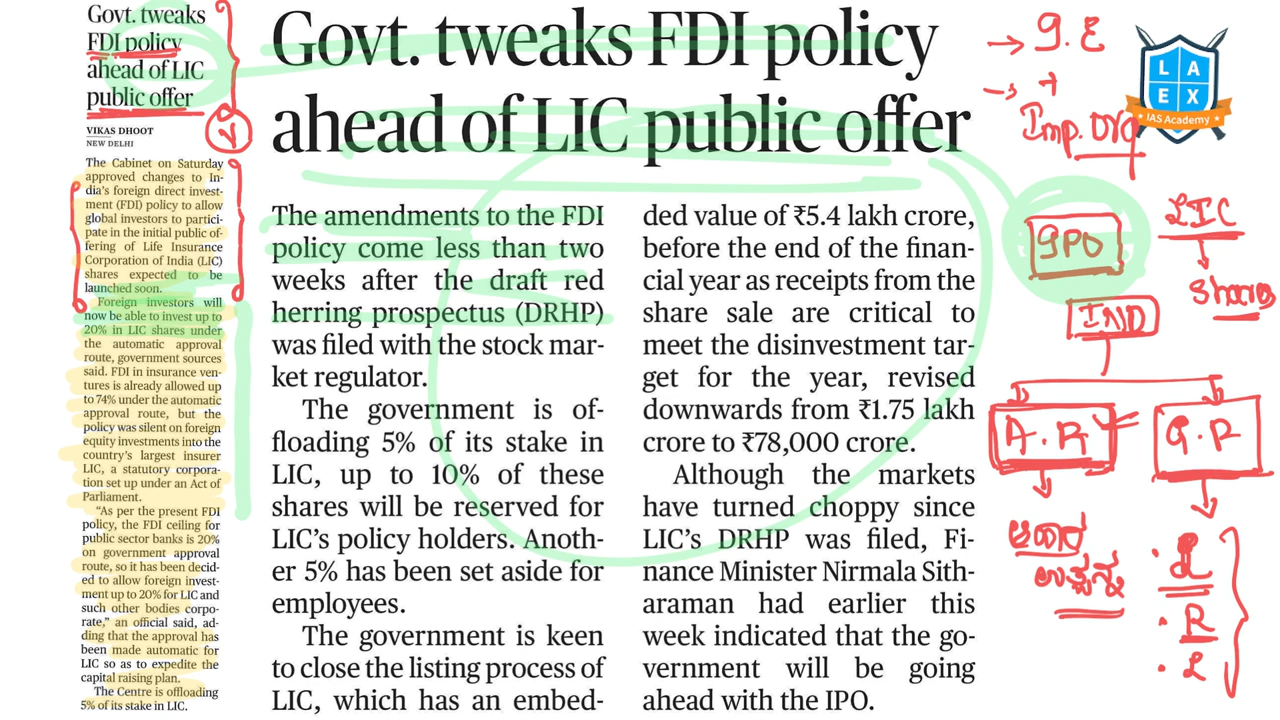 Govt. tweaks
FDI policy
ahead of LIC
public offer
VIKAS DHOOT
NEW DELHI
The Cabinet on Saturday
approved changes to In-
dia's foreign direct invest-
ment (FDI) policy to allow
global investors to partici-
pate in the initial public of-
fering of Life Insurance
Corporation of India (LIC)
shares expected to be
launched soon.
Foreign investors will
now be able to invest up to
20% in LIC shares under
the automatic approval
route, government sources
said. FDI in insurance ven-
tures is already allowed up
to 74% under the automatic
approval route, but the
policy was silent on foreign
equity investments into the
country's largest insurer
LIC, a statutory corpora-
tion set up under an Act of
Parliament.
"As per the present FDI
policy, the FDI ceiling for
public sector banks is 20%
on government approval
route, so it has been decid-
ed to allow foreign invest-
ment up to 20% for LIC and
such other bodies corpo-
rate," an official said, ad-
ding that the approval has
been made automatic for
LIC so as to expedite the
capital raising plan.
The Centre is offloading
5% of its stake in LIC.
Govt. tweaks FDI policy
ahead of LIC public offer
The amendments to the FDI
policy come less than two
weeks after the draft red
herring prospectus (DRHP)
was filed with the stock mar-
ket regulator.
The government is of-
floading 5% of its stake in
LIC, up to 10% of these
shares will be reserved for
LIC's policy holders. Anoth-
er 5% has been set aside for
employees.
The government is keen
to close the listing process of
LIC, which has an embed-
ded value of ₹5.4 lakh crore,
before the end of the finan-
cial year as receipts from the
share sale are critical to
meet the disinvestment tar-
get for the year, revised
downwards from ₹1.75 lakh
crore to ₹78,000 crore.
Although the markets
have turned choppy since
LIC's DRHP was filed, Fi-
nance Minister Nirmala Sith-
araman had earlier this
week indicated that the go-
vernment will be going
ahead with the IPO.
→ I.E
→ +
Imp. org
L A
E X
IAS Academy
IPO
LIC
Shares
IND
A.R
G.R
• L
• R
• L